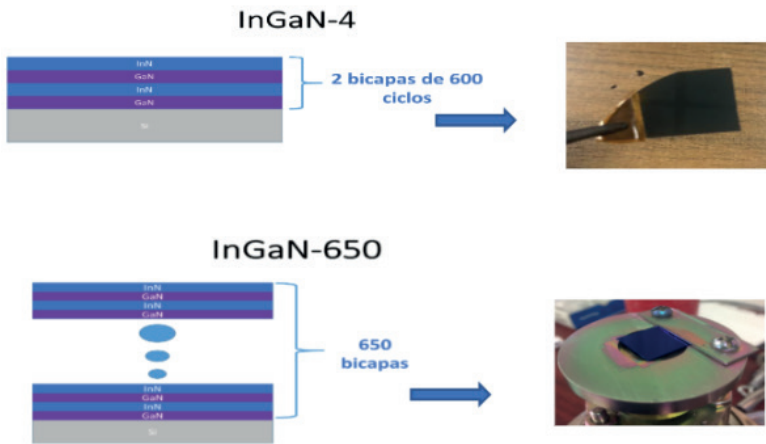 InGaN-4
InN
GaN
InN
GaN
Si
2 bicapas de 600
ciclos
InGaN-650
InN
GaN
InN
GaN
650
bicapas
InN
GaN
InN
GaN
Si